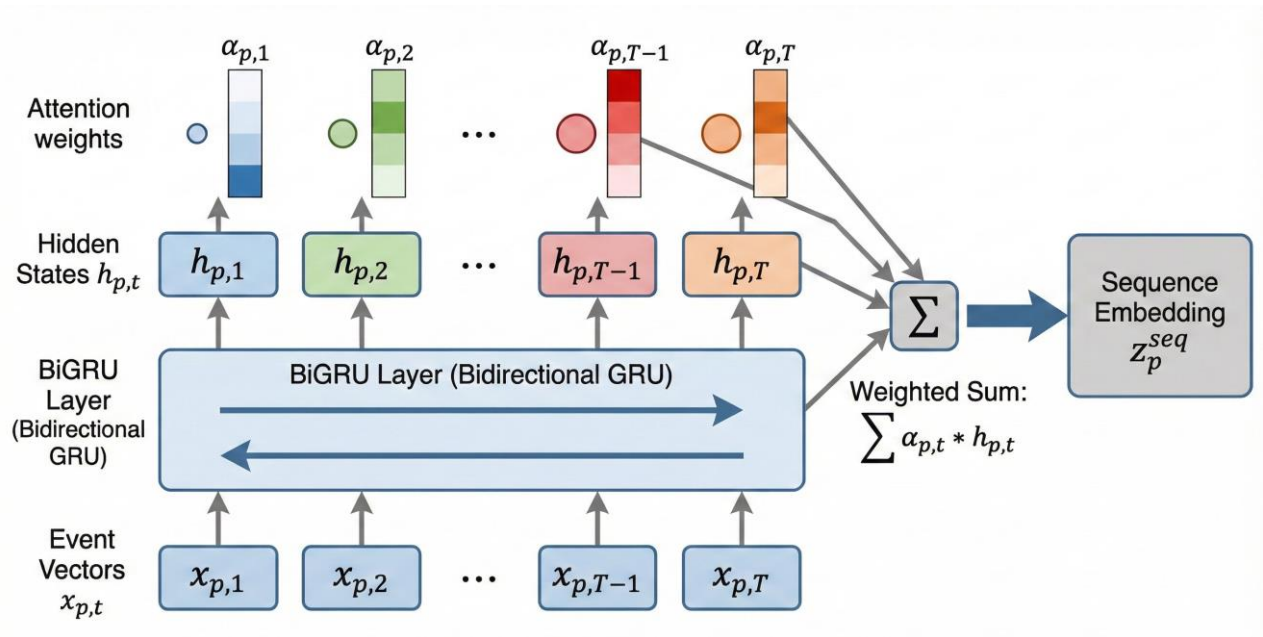 α_{p,1} α_{p,2} α_{p,T−1} α_{p,T}
Attention
weights
...
Hidden
States h_{p,t}
h_{p,1} h_{p,2} ... h_{p,T−1} h_{p,T}
BiGRU
Layer
(Bidirectional
GRU)
BiGRU Layer (Bidirectional GRU)
Σ
Weighted Sum:
∑ α_{p,t} * h_{p,t}
Sequence
Embedding
z_p^{seq}
Event
Vectors
x_{p,t}
x_{p,1} x_{p,2} ... x_{p,T−1} x_{p,T}